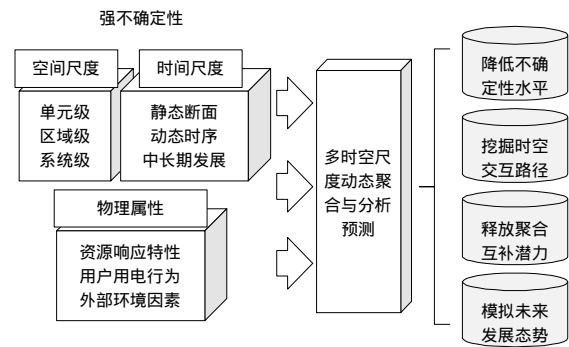 强不确定性
空间尺度
单元级
区域级
系统级
时间尺度
静态断面
动态时序
中长期发展
物理属性
资源响应特性
用户用电行为
外部环境因素
多时空尺
度动态聚
合与分析
预测
降低不确
定性水平
挖掘时空
交互路径
释放聚合
互补潜力
模拟未来
发展态势